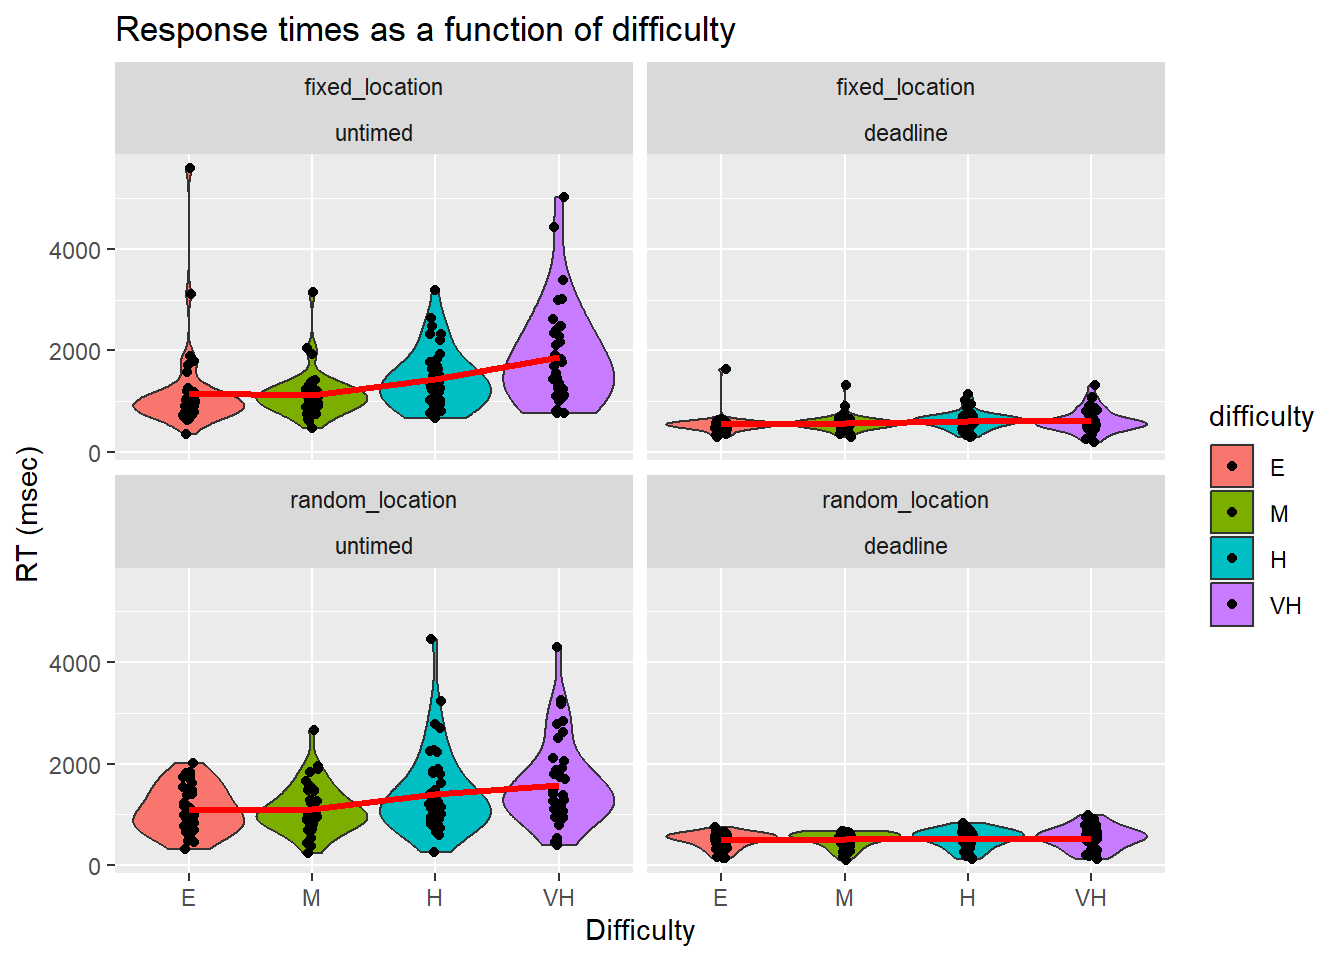 Response times as a function of difficulty
fixed_location
untimed
fixed_location
deadline
4000
2000
0
random_location
untimed
random_location
deadline
4000
2000
0
E M H VH
E M H VH
Difficulty
RT (msec)
difficulty
E
M
H
VH